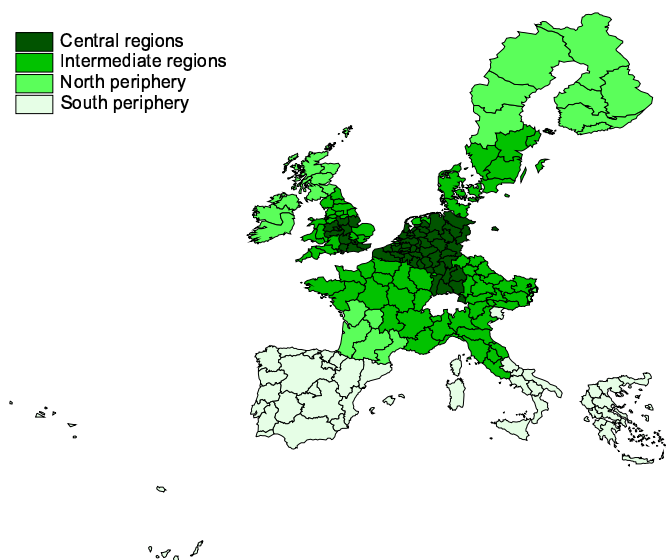 Central regions
Intermediate regions
North periphery
South periphery